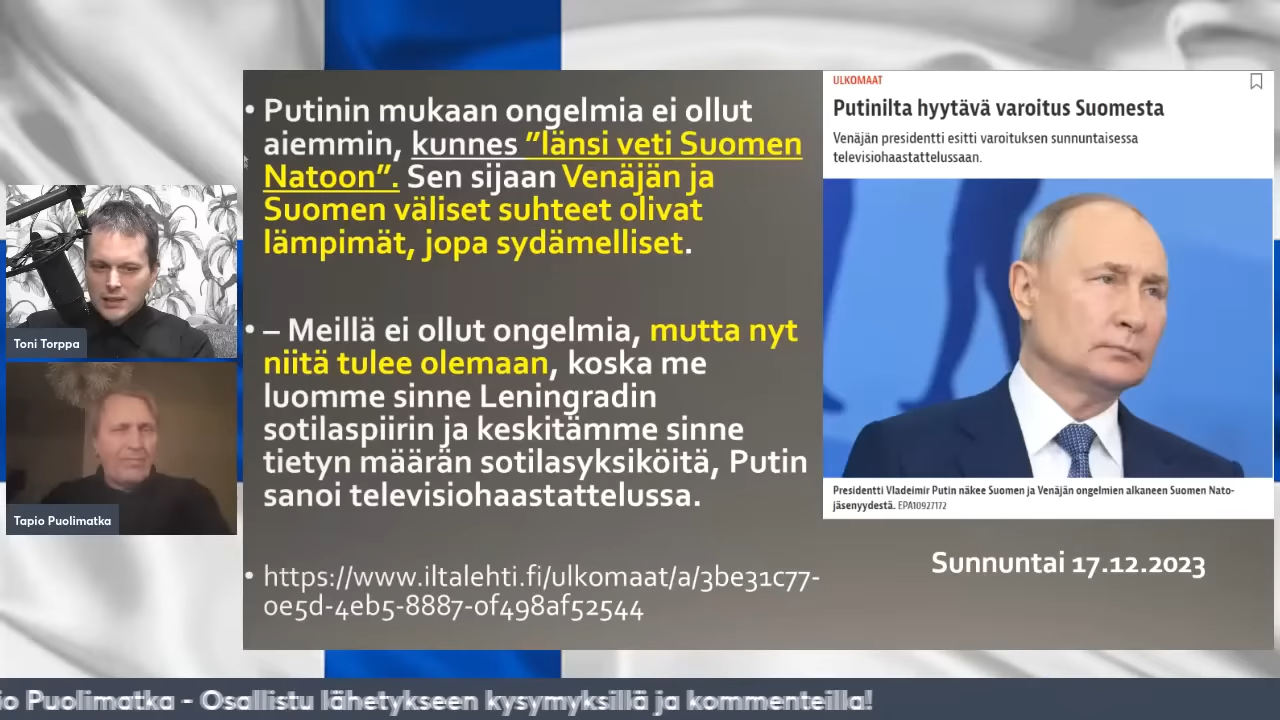 • Putinin mukaan ongelmia ei ollut
aiemmin, kunnes ”länsi veti Suomen
Natoon”. Sen sijaan Venäjän ja
Suomen väliset suhteet olivat
lämpimät, jopa sydämelliset.
• – Meillä ei ollut ongelmia, mutta nyt
niitä tulee olemaan, koska me
luomme sinne Leningradin
sotilaspiirin ja keskitämme sinne
tietyn määrän sotilasyksiköitä, Putin
sanoi televisiohaastattelussa.
• https://www.iltalehti.fi/ulkomaat/a/3be31c77-
0e5d-4eb5-8887-0f498af52544
ULKOMAAT
Putinilta hyytävä varoitus Suomesta
Venäjän presidentti esitti varoituksen sunnuntaisessa
televisiohaastattelussaan.
Presidentti Vladeimir Putin näkee Suomen ja Venäjän ongelmien alkaneen Suomen Nato-
jäsenyydestä. EPA10927172
Sunnuntai 17.12.2023
Toni Torppa
Tapio Puolimatka
io Puolimatka - Osallistu lähetykseen kysymyksillä ja kommenteilla!